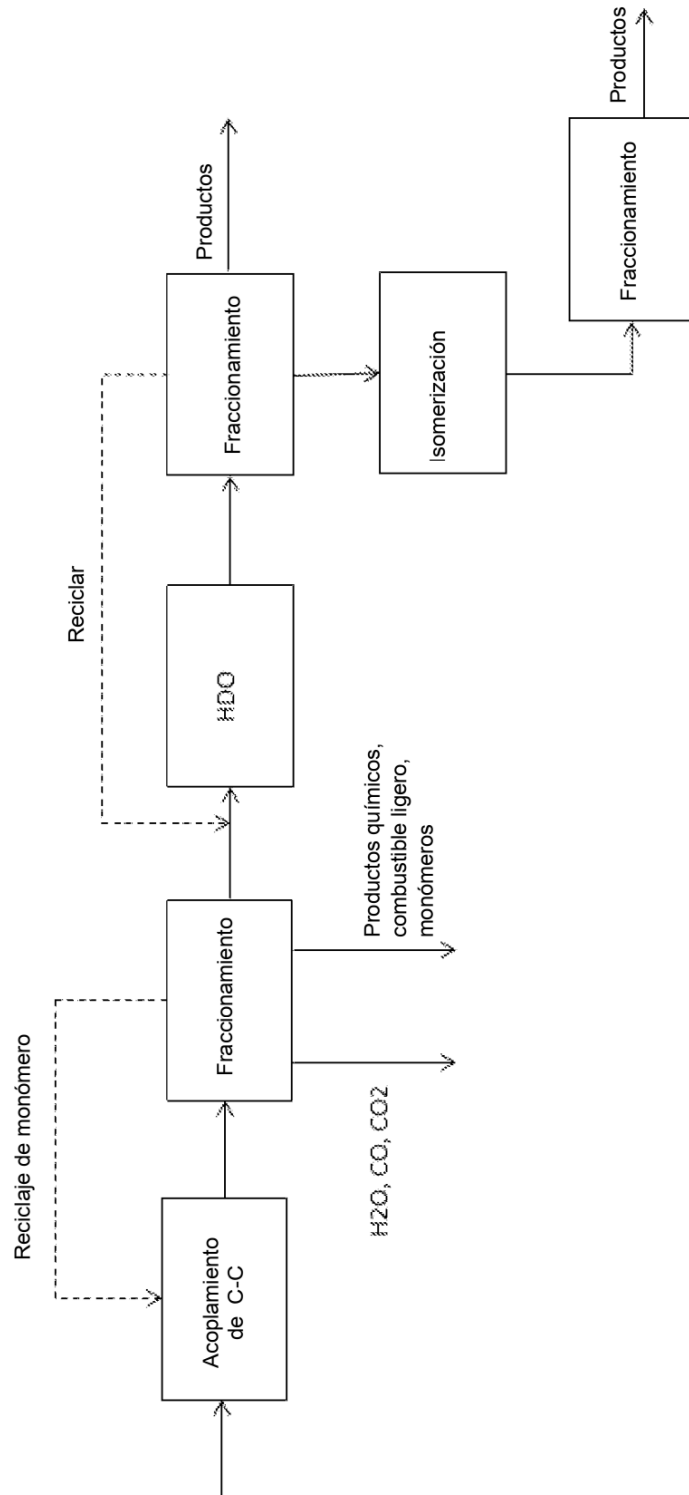 Reciclaje de monómero
Reciclar
Acoplamiento
de C-C
Fraccionamiento
HDO
Fraccionamiento
Productos
H2O, CO, CO2
Productos químicos,
combustible ligero,
monómeros
Isomerización
Fraccionamiento
Productos